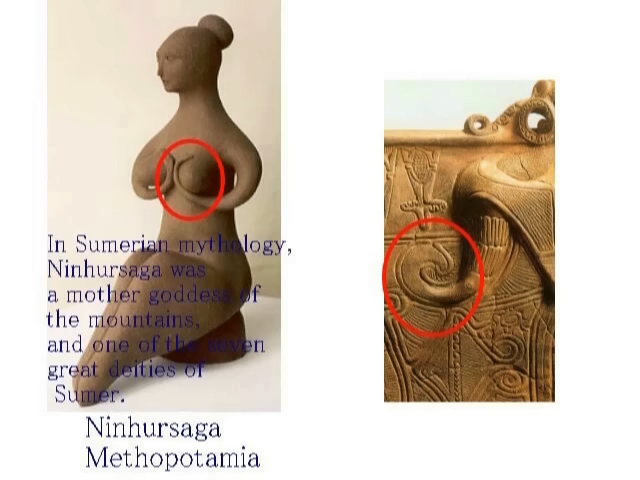 In Sumerian mythology,
Ninhursaga was
a mother goddess of
the mountains,
and one of the seven
great deities of
Sumer.
Ninhursaga
Methopotamia